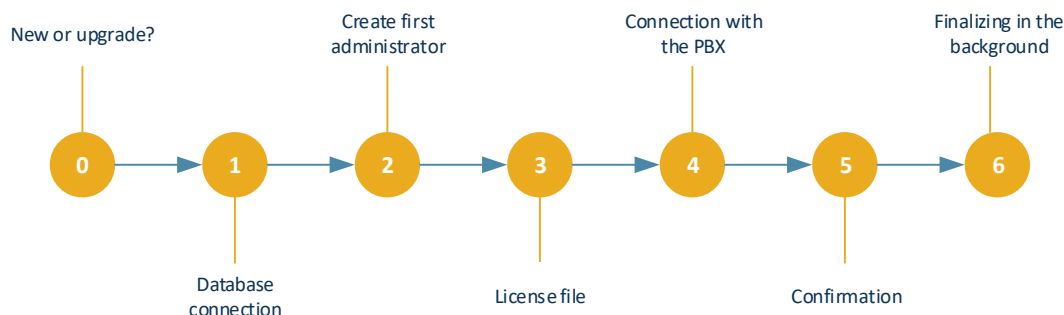 New or upgrade?
Create first
administrator
Connection with
the PBX
Finalizing in the
background
0
1
2
3
4
5
6
Database
connection
License file
Confirmation